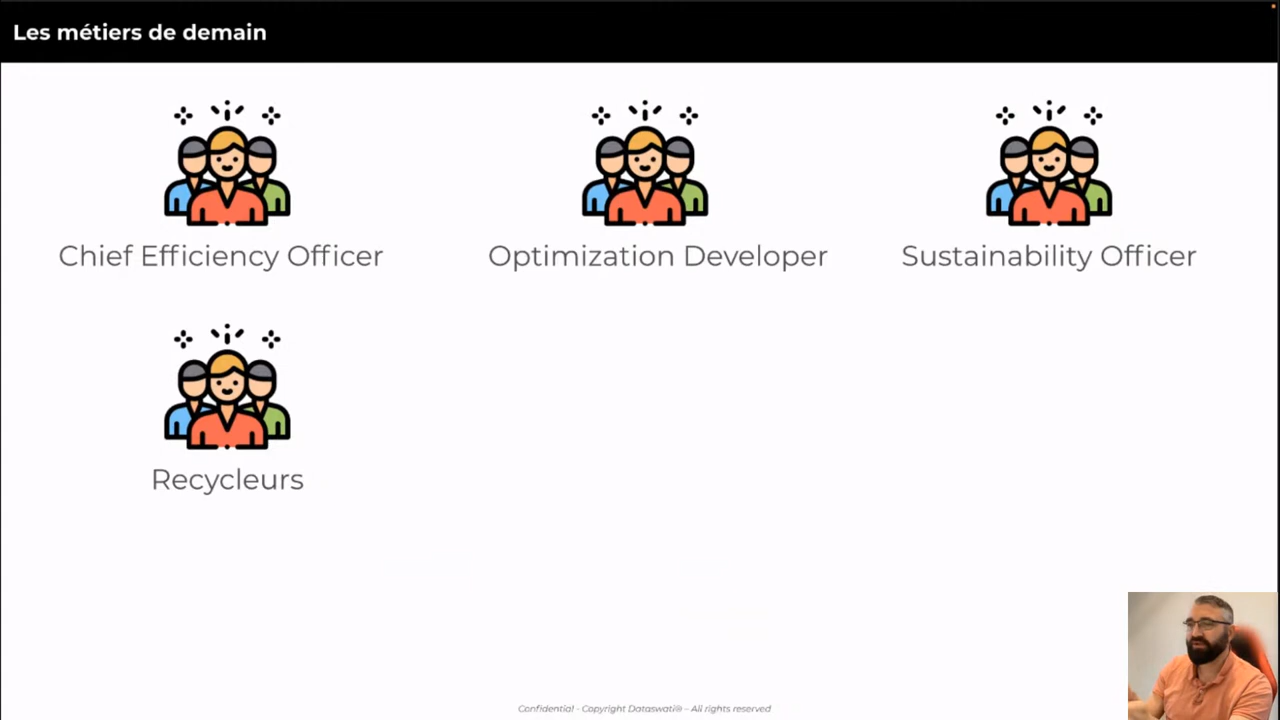 Les métiers de demain
Chief Efficiency Officer
Optimization Developer
Sustainability Officer
Recycleurs
Confidential - Copyright Dataswati® - All rights reserved